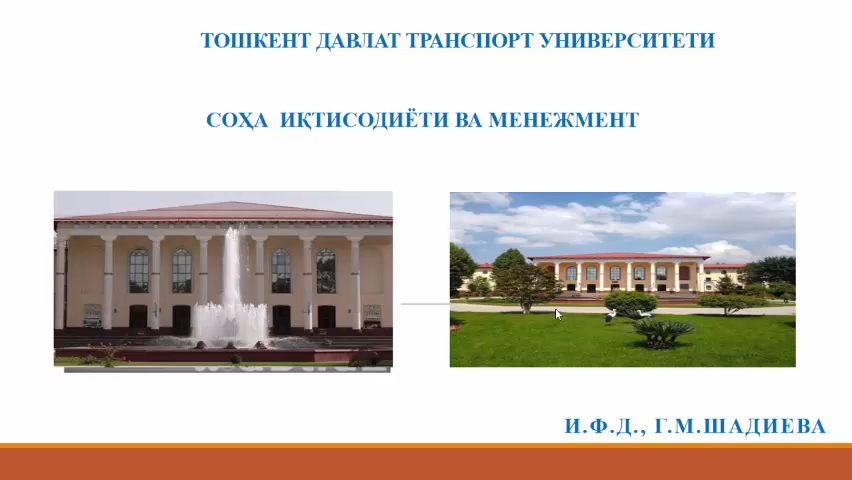 ТОШКЕНТ ДАВЛАТ ТРАНСПОРТ УНИВЕРСИТЕТИ
СОҲА ИҚТИСОДИЁТИ ВА МЕНЕЖМЕНТ
И.Ф.Д., Г.М.ШАДИЕВА